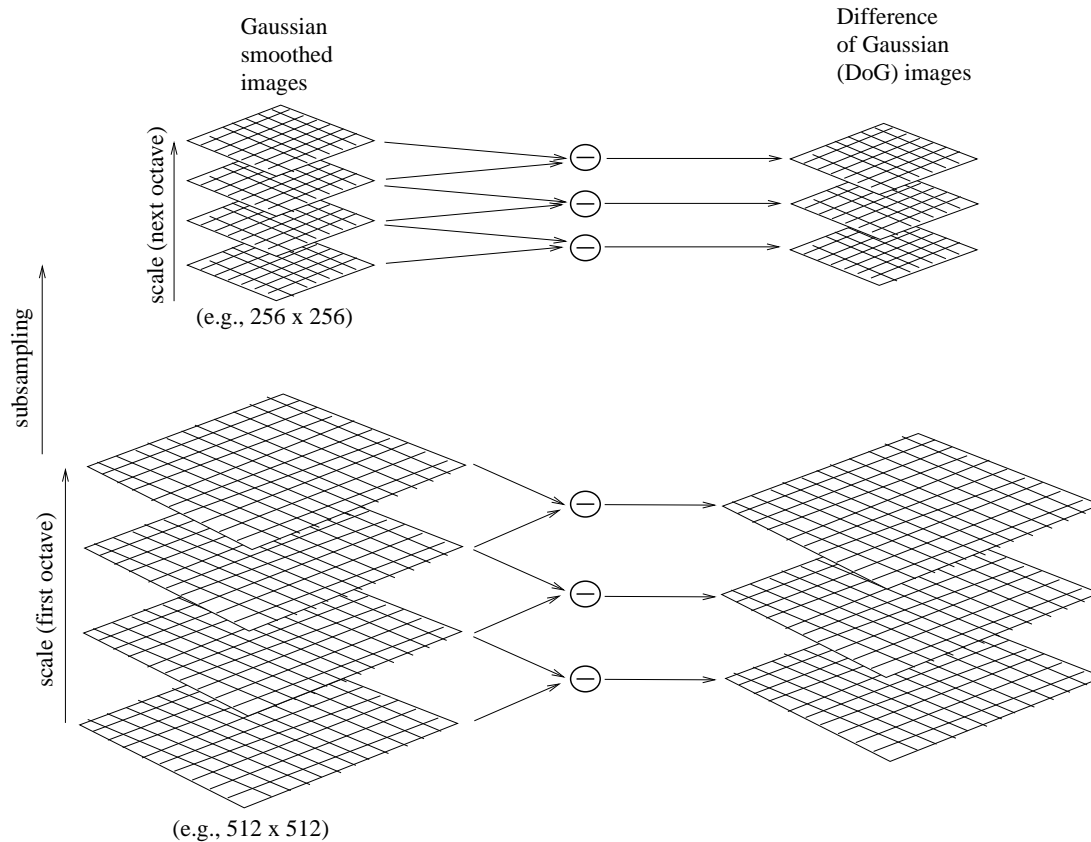 Gaussian
smoothed
images
Difference
of Gaussian
(DoG) images
scale (next octave)
(e.g., 256 x 256)
subsampling
scale (first octave)
(e.g., 512 x 512)